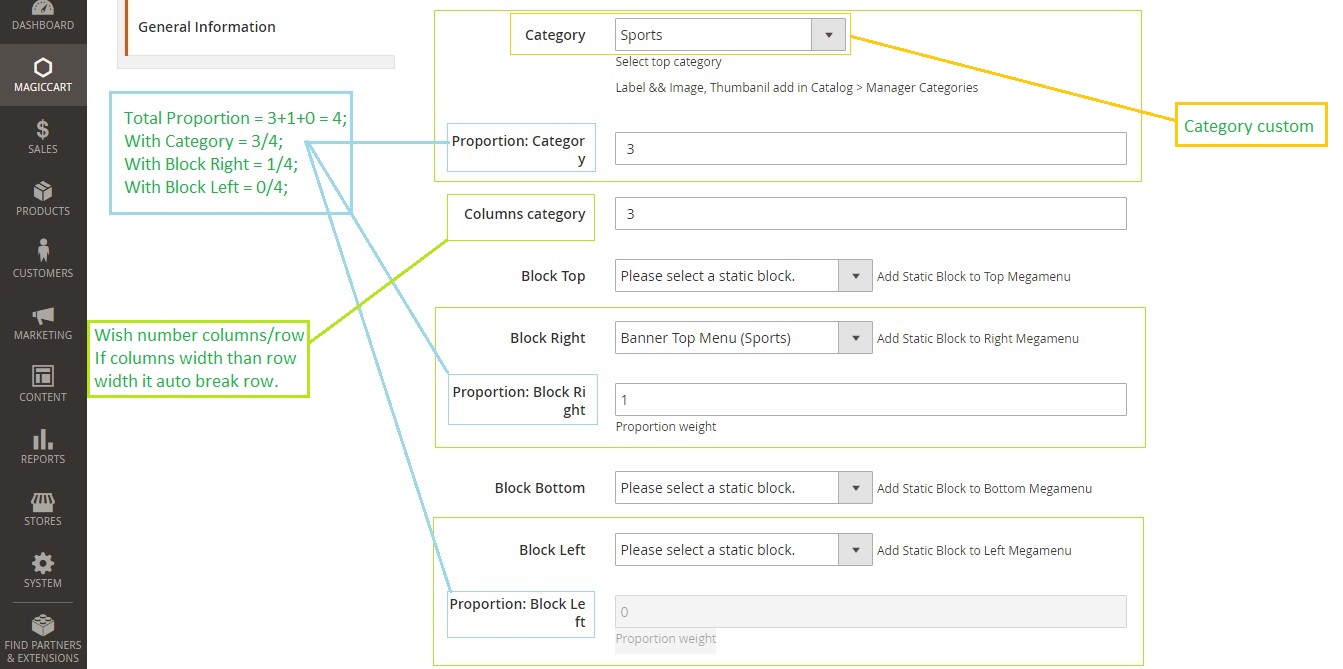 DASHBOARD
MAGICCART
SALES
PRODUCTS
CUSTOMERS
MARKETING
CONTENT
REPORTS
STORES
SYSTEM
FIND PARTNERS
& EXTENSIONS
General Information
Total Proportion = 3+1+0 = 4;
With Category = 3/4;
With Block Right = 1/4;
With Block Left = 0/4;
Wish number columns/row
If columns width than row
width it auto break row.
Category Sports
Select top category
Label && Image, Thumbanil add in Catalog > Manager Categories
Category custom
Proportion: Categor
y
3
Columns category 3
Block Top Please select a static block. Add Static Block to Top Megamenu
Block Right Banner Top Menu (Sports) Add Static Block to Right Megamenu
Proportion: Block Ri
ght
1
Proportion weight
Block Bottom Please select a static block. Add Static Block to Bottom Megamenu
Block Left Please select a static block. Add Static Block to Left Megamenu
Proportion: Block Le
ft
0
Proportion weight